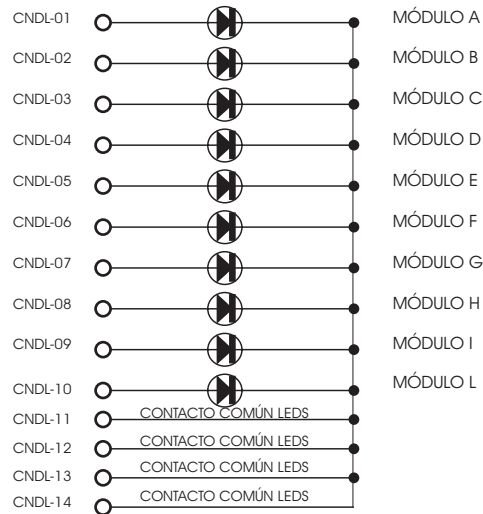 CNDL-01 MÓDULO A
CNDL-02 MÓDULO B
CNDL-03 MÓDULO C
CNDL-04 MÓDULO D
CNDL-05 MÓDULO E
CNDL-06 MÓDULO F
CNDL-07 MÓDULO G
CNDL-08 MÓDULO H
CNDL-09 MÓDULO I
CNDL-10 MÓDULO L
CNDL-11 CONTACTO COMÚN LEDS
CNDL-12 CONTACTO COMÚN LEDS
CNDL-13 CONTACTO COMÚN LEDS
CNDL-14 CONTACTO COMÚN LEDS